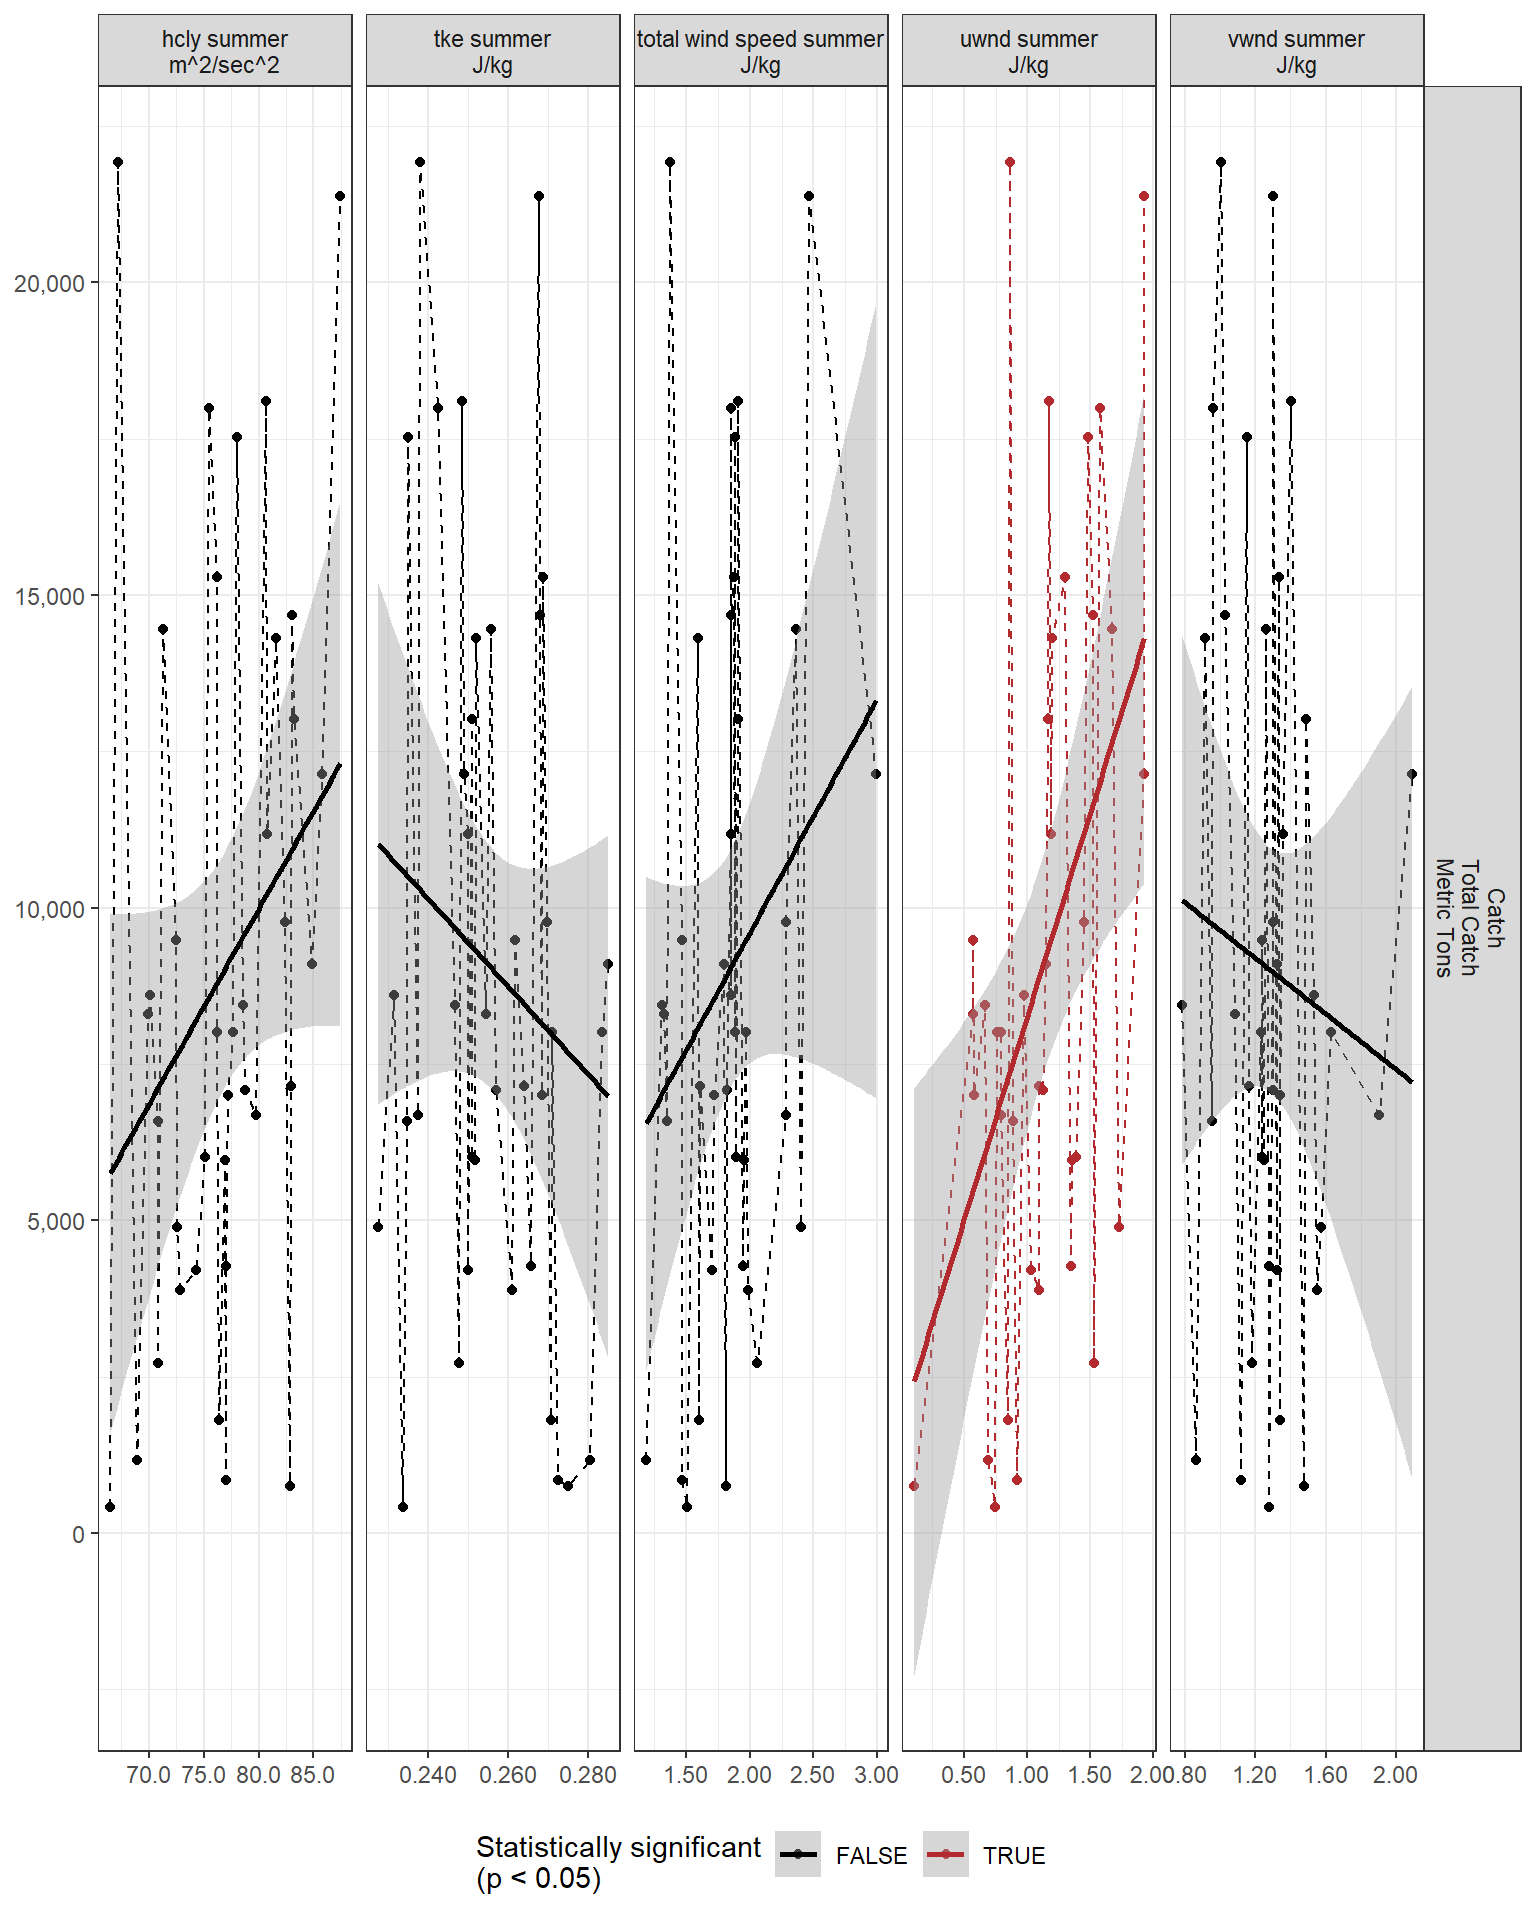 hcly summer
m^2/sec^2
tke summer
J/kg
total wind speed summer
J/kg
uwnd summer
J/kg
vwnd summer
J/kg
20,000
15,000
10,000
5,000
0
Catch
Total Catch
Metric Tons
70.0 75.0 80.0 85.0
0.240 0.260 0.280
1.50 2.00 2.50 3.00
0.50 1.00 1.50 2.00
0.80 1.20 1.60 2.00
Statistically significant
(p < 0.05)
FALSE TRUE